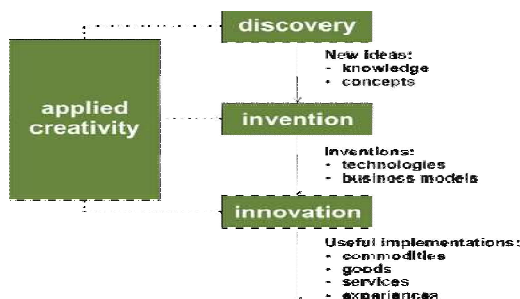 discovery
New ideas:
- knowledge
• concepts
applied
creativity
invention
Inventions:
• technologies
• business models
innovation
Useful implementations:
• commodities
• goods
• services
• experiences